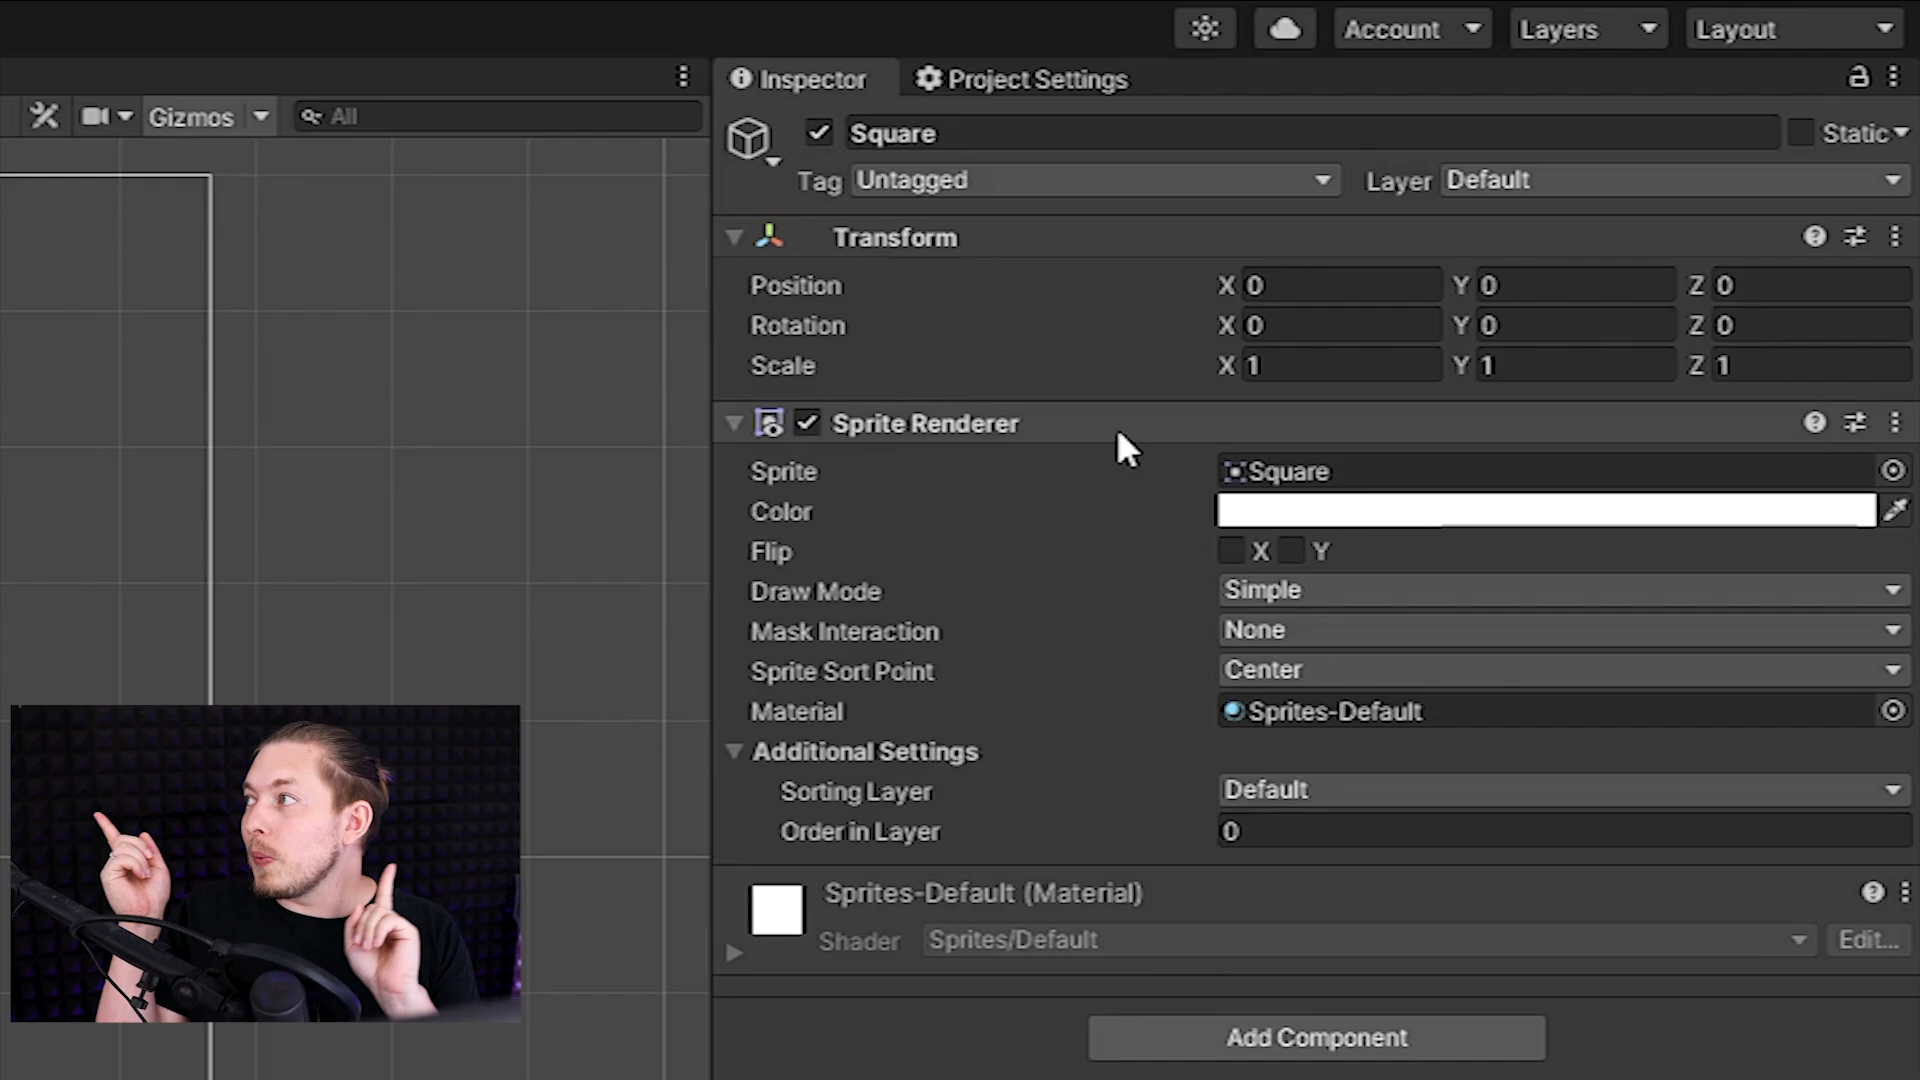 Account Layers Layout
Inspector Project Settings
Gizmos All
Square Static
Tag Untagged Layer Default
Transform
Position X 0 Y 0 Z 0
Rotation X 0 Y 0 Z 0
Scale X 1 Y 1 Z 1
Sprite Renderer
Sprite Square
Color
Flip X Y
Draw Mode Simple
Mask Interaction None
Sprite Sort Point Center
Material Sprites-Default
Additional Settings
Sorting Layer Default
Order in Layer 0
Sprites-Default (Material)
Shader Sprites/Default Edit...
Add Component